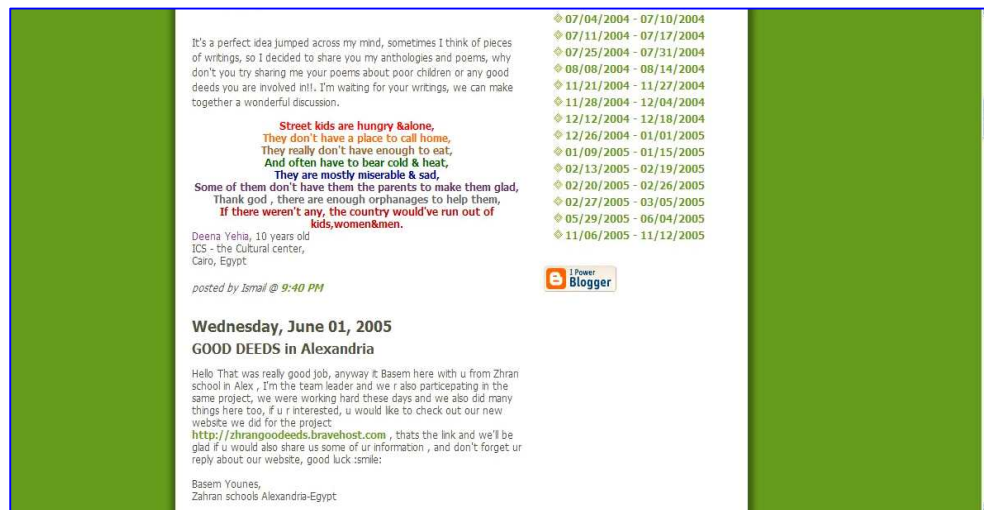 It's a perfect idea jumped across my mind, sometimes I think of pieces
of writings, so I decided to share you my anthologies and poems, why
don't you try sharing me your poems about poor children or any good
deeds you are involved in!!. I'm waiting for your writings, we can make
together a wonderful discussion.
Street kids are hungry &alone,
They don't have a place to call home,
They really don't have enough to eat,
And often have to bear cold & heat,
They are mostly miserable & sad,
Some of them don't have them the parents to make them glad,
Thank god , there are enough orphanages to help them,
If there weren't any, the country would've run out of
kids,women&men.
Deena Yehia, 10 years old
ICS - the Cultural center,
Cairo, Egypt
posted by Ismail @ 9:40 PM
Wednesday, June 01, 2005
GOOD DEEDS in Alexandria
Hello That was really good job, anyway it Basem here with u from Zhran
school in Alex , I'm the team leader and we r also particepating in the
same project, we were working hard these days and we also did many
things here too, if u r interested, u would like to check out our new
website we did for the project
http://zhrangoodeeds.bravehost.com , thats the link and we'll be
glad if u would also share us some of ur information , and don't forget ur
reply about our website, good luck :smile:
Basem Younes,
Zahran schools Alexandria-Egypt
07/04/2004 - 07/10/2004
07/11/2004 - 07/17/2004
07/25/2004 - 07/31/2004
08/08/2004 - 08/14/2004
11/21/2004 - 11/27/2004
11/28/2004 - 12/04/2004
12/12/2004 - 12/18/2004
12/26/2004 - 01/01/2005
01/09/2005 - 01/15/2005
02/13/2005 - 02/19/2005
02/20/2005 - 02/26/2005
02/27/2005 - 03/05/2005
05/29/2005 - 06/04/2005
11/06/2005 - 11/12/2005
I Power
Blogger